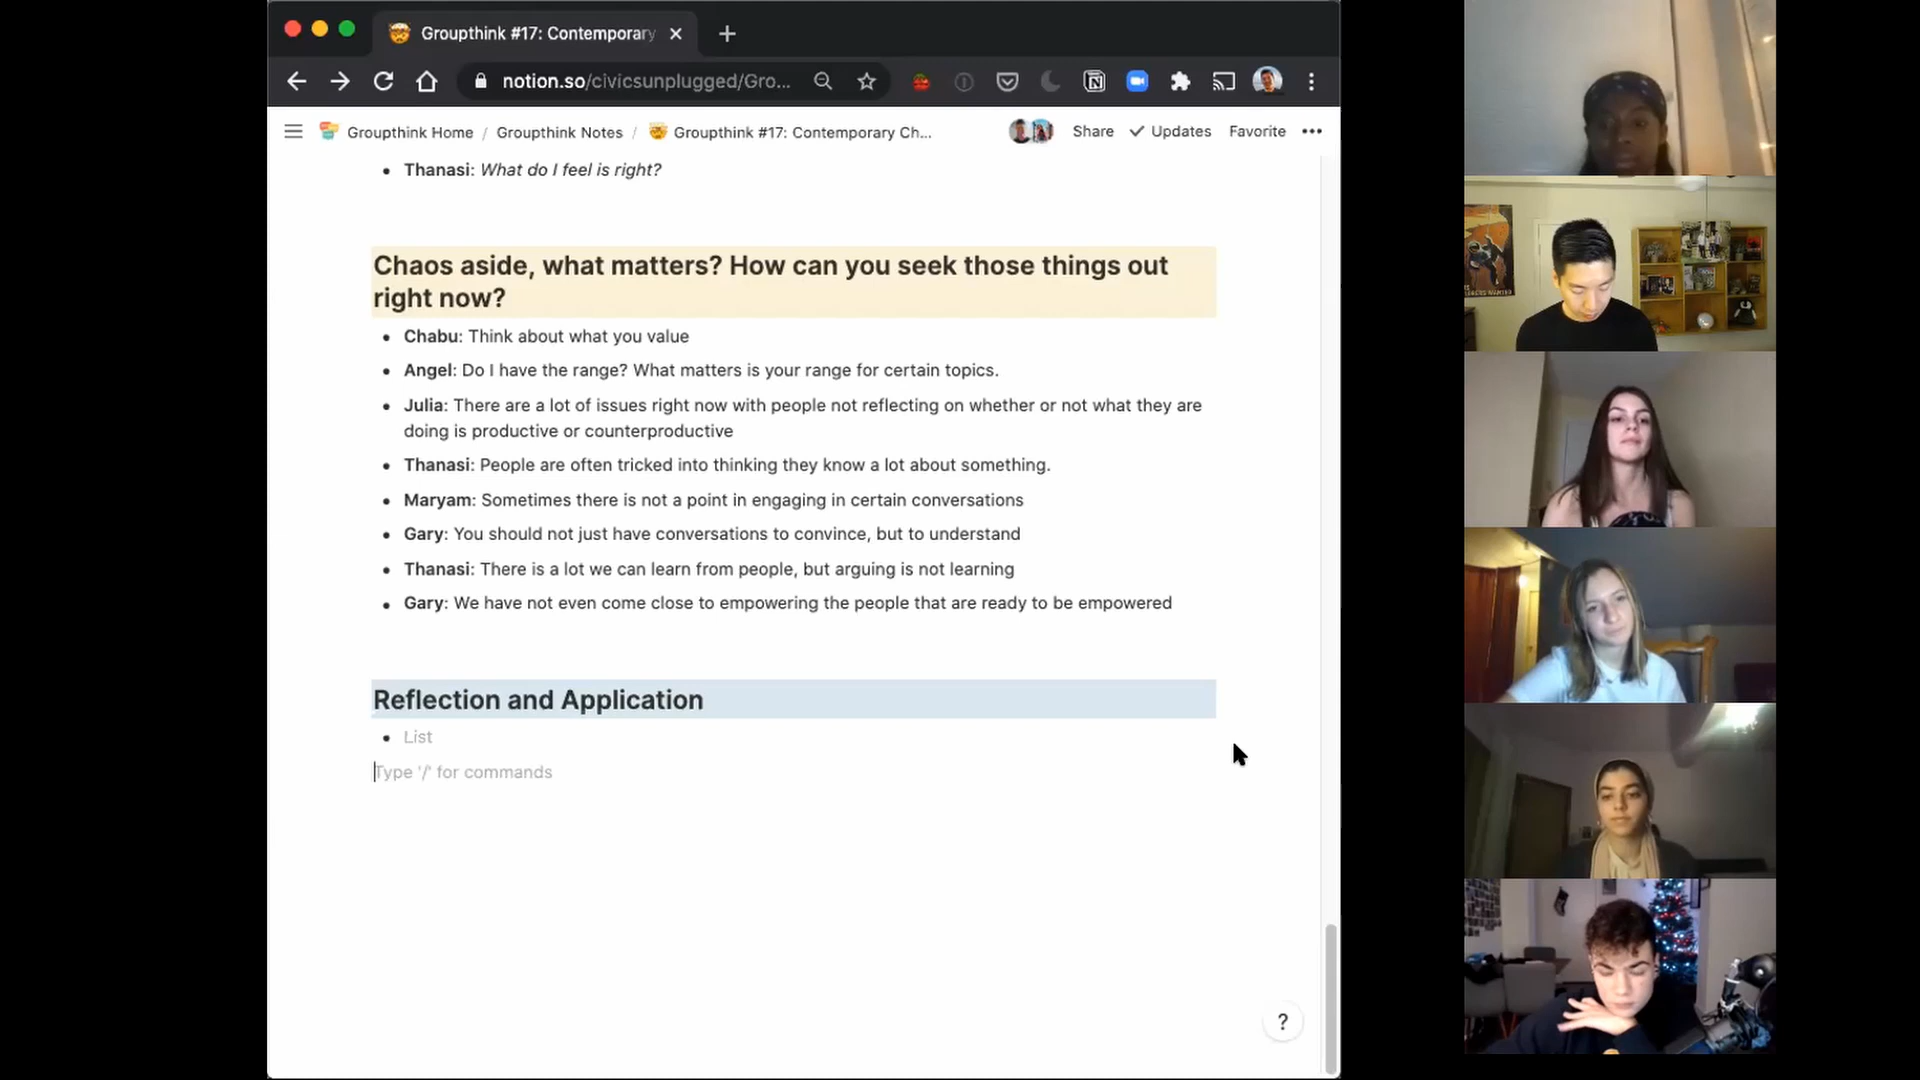 Groupthink #17: Contemporary
notion.so/civicsunplugged/Gro...
Groupthink Home / Groupthink Notes / Groupthink #17: Contemporary Ch...
Share Updates Favorite
Thanasi: What do I feel is right?
Chaos aside, what matters? How can you seek those things out
right now?
Chabu: Think about what you value
Angel: Do I have the range? What matters is your range for certain topics.
Julia: There are a lot of issues right now with people not reflecting on whether or not what they are
doing is productive or counterproductive
Thanasi: People are often tricked into thinking they know a lot about something.
Maryam: Sometimes there is not a point in engaging in certain conversations
Gary: You should not just have conversations to convince, but to understand
Thanasi: There is a lot we can learn from people, but arguing is not learning
Gary: We have not even come close to empowering the people that are ready to be empowered
Reflection and Application
List
Type '/' for commands
?